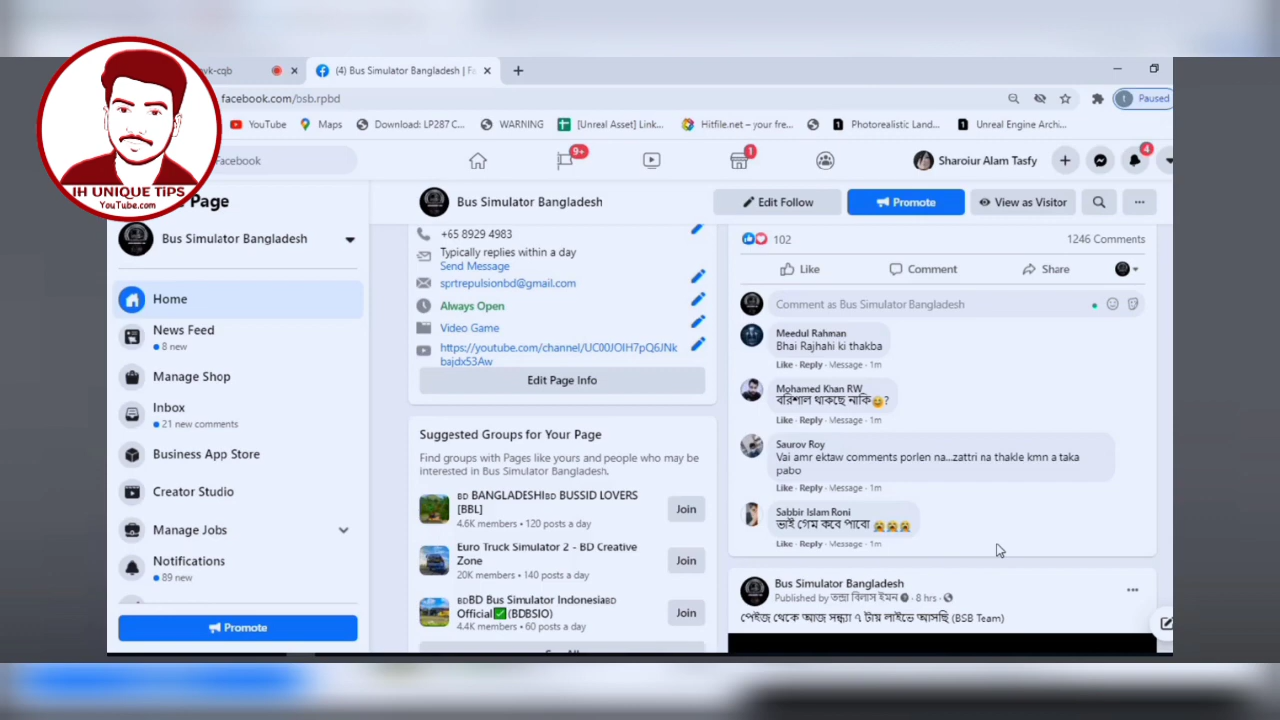 vk-cqb
(4) Bus Simulator Bangladesh | Fa
facebook.com/bsb.rpbd
Paused
YouTube
Maps
Download: LP287 C...
WARNING
[Unreal Asset] Link...
Hitfile.net – your fre...
Photorealistic Land...
Unreal Engine Archi...
IH UNIQUE TiPS
YouTube.com
Facebook
9+
1
Sharoiur Alam Tasfy
4
Page
Bus Simulator Bangladesh
Home
News Feed
8 new
Manage Shop
Inbox
21 new comments
Business App Store
Creator Studio
Manage Jobs
Notifications
89 new
Promote
Bus Simulator Bangladesh
Edit Follow
Promote
View as Visitor
+65 8929 4983
Typically replies within a day
Send Message
sprtrepulsionbd@gmail.com
Always Open
Video Game
https://youtube.com/channel/UC00JOIH7pQ6JNk
bajdx53Aw
Edit Page Info
Suggested Groups for Your Page
Find groups with Pages like yours and people who may be
interested in Bus Simulator Bangladesh.
BD BANGLADESHIBD BUSSID LOVERS
[BBL]
4.6K members • 120 posts a day
Join
Euro Truck Simulator 2 - BD Creative
Zone
20K members • 140 posts a day
Join
BDBD Bus Simulator IndonesiaBD
Official✅(BDBSIO)
4.4K members • 60 posts a day
Join
102
1246 Comments
Like
Comment
Share
Comment as Bus Simulator Bangladesh
Meedul Rahman
Bhai Rajhahi ki thakba
Like · Reply · Message · 1m
Mohamed Khan RW
বরিশাল থাকছে নাকি😅?
Like · Reply · Message · 1m
Saurov Roy
Vai amr ektaw comments porlen na...zattri na thakle kmn a taka
pabo
Like · Reply · Message · 1m
Sabbir Islam Roni
ভাই গেম কবে পাবো 😭😭😭
Like · Reply · Message · 1m
Bus Simulator Bangladesh
Published by তন্দ্রা বিলাস ইমন · 8 hrs ·
পেইজ থেকে আজ সন্ধ্যা ৭ টায় লাইভে আসছি (BSB Team)